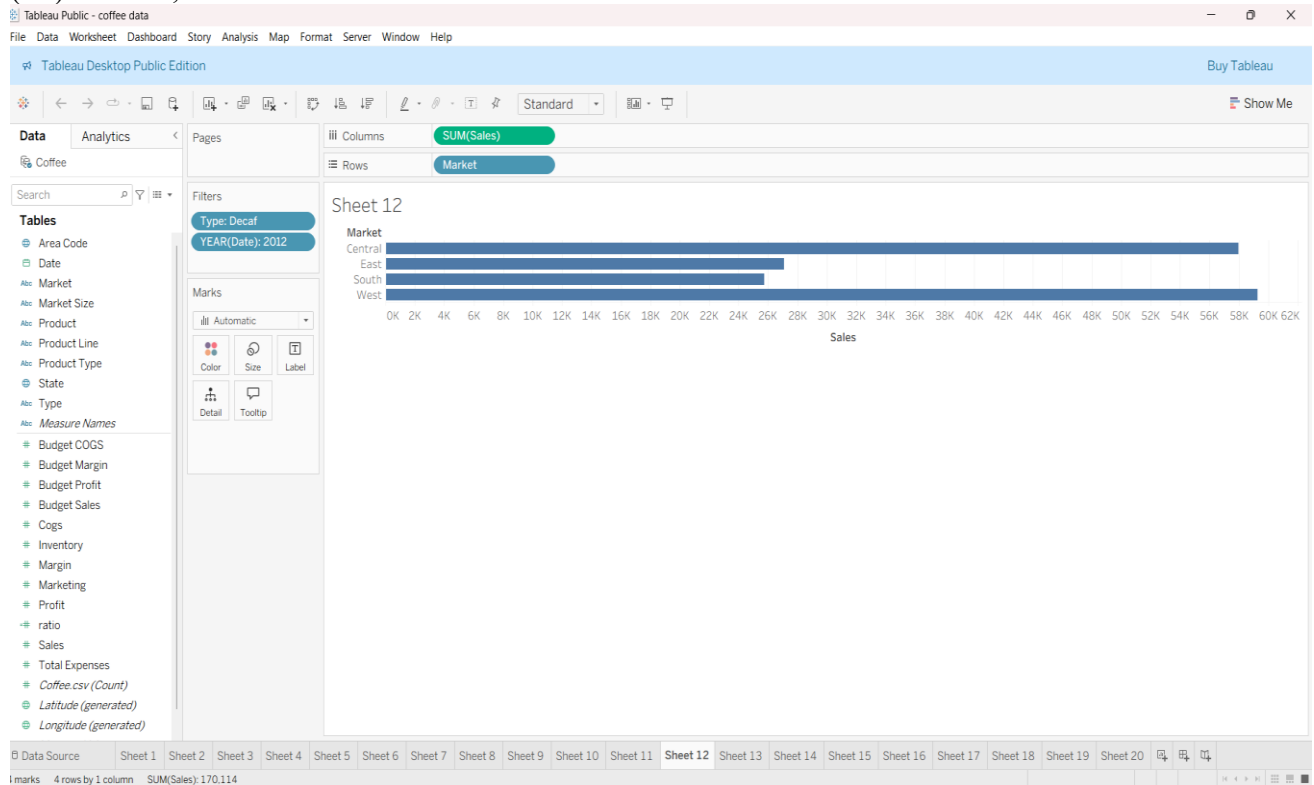 Tableau Public - coffee data
File Data Worksheet Dashboard Story Analysis Map Format Server Window Help
Tableau Desktop Public Edition Buy Tableau
Standard Show Me
Data Analytics
Coffee
Search
Tables
Area Code
Date
Abc Market
Abc Market Size
Abc Product
Abc Product Line
Abc Product Type
State
Abc Type
Abc Measure Names
# Budget COGS
# Budget Margin
# Budget Profit
# Budget Sales
# Cogs
# Inventory
# Margin
# Marketing
# Profit
=# ratio
# Sales
# Total Expenses
# Coffee.csv (Count)
Latitude (generated)
Longitude (generated)
Pages
Filters
Type: Decaf
YEAR(Date): 2012
Marks
Automatic
Color Size Label
Detail Tooltip
Columns SUM(Sales)
Rows Market
Sheet 12
Market
Central
East
South
West
0K 2K 4K 6K 8K 10K 12K 14K 16K 18K 20K 22K 24K 26K 28K 30K 32K 34K 36K 38K 40K 42K 44K 46K 48K 50K 52K 54K 56K 58K 60K 62K
Sales
Data Source Sheet 1 Sheet 2 Sheet 3 Sheet 4 Sheet 5 Sheet 6 Sheet 7 Sheet 8 Sheet 9 Sheet 10 Sheet 11 Sheet 12 Sheet 13 Sheet 14 Sheet 15 Sheet 16 Sheet 17 Sheet 18 Sheet 19 Sheet 20
marks 4 rows by 1 column SUM(Sales): 170,114